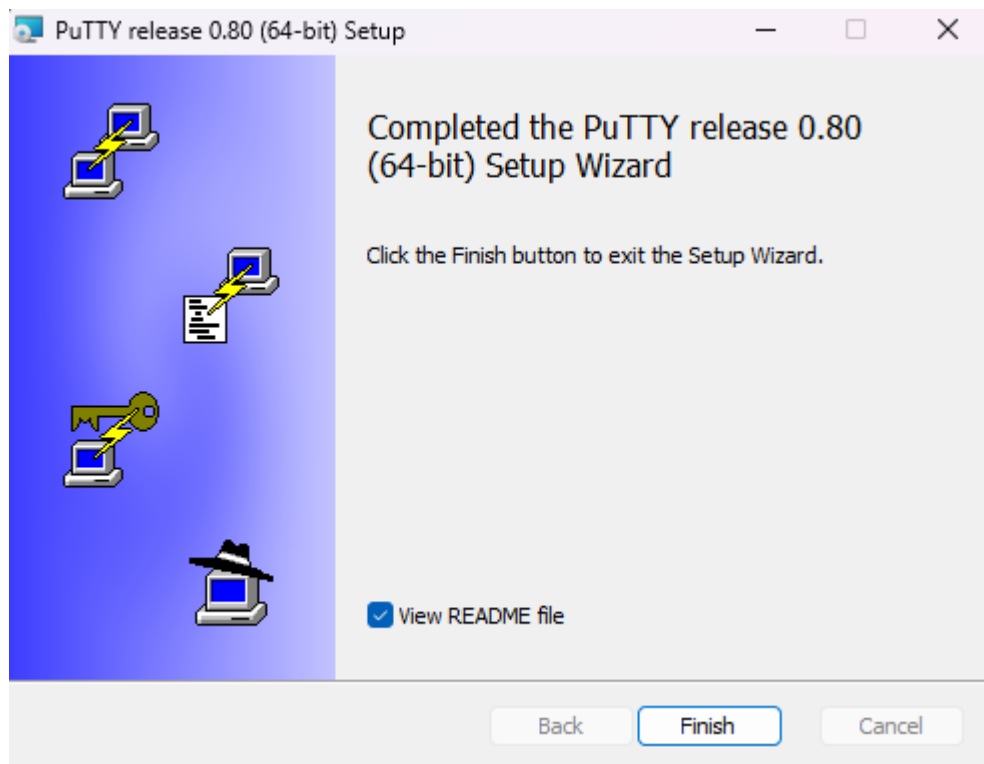 PuTTY release 0.80 (64-bit) Setup
Completed the PuTTY release 0.80
(64-bit) Setup Wizard
Click the Finish button to exit the Setup Wizard.
View README file
Back
Finish
Cancel